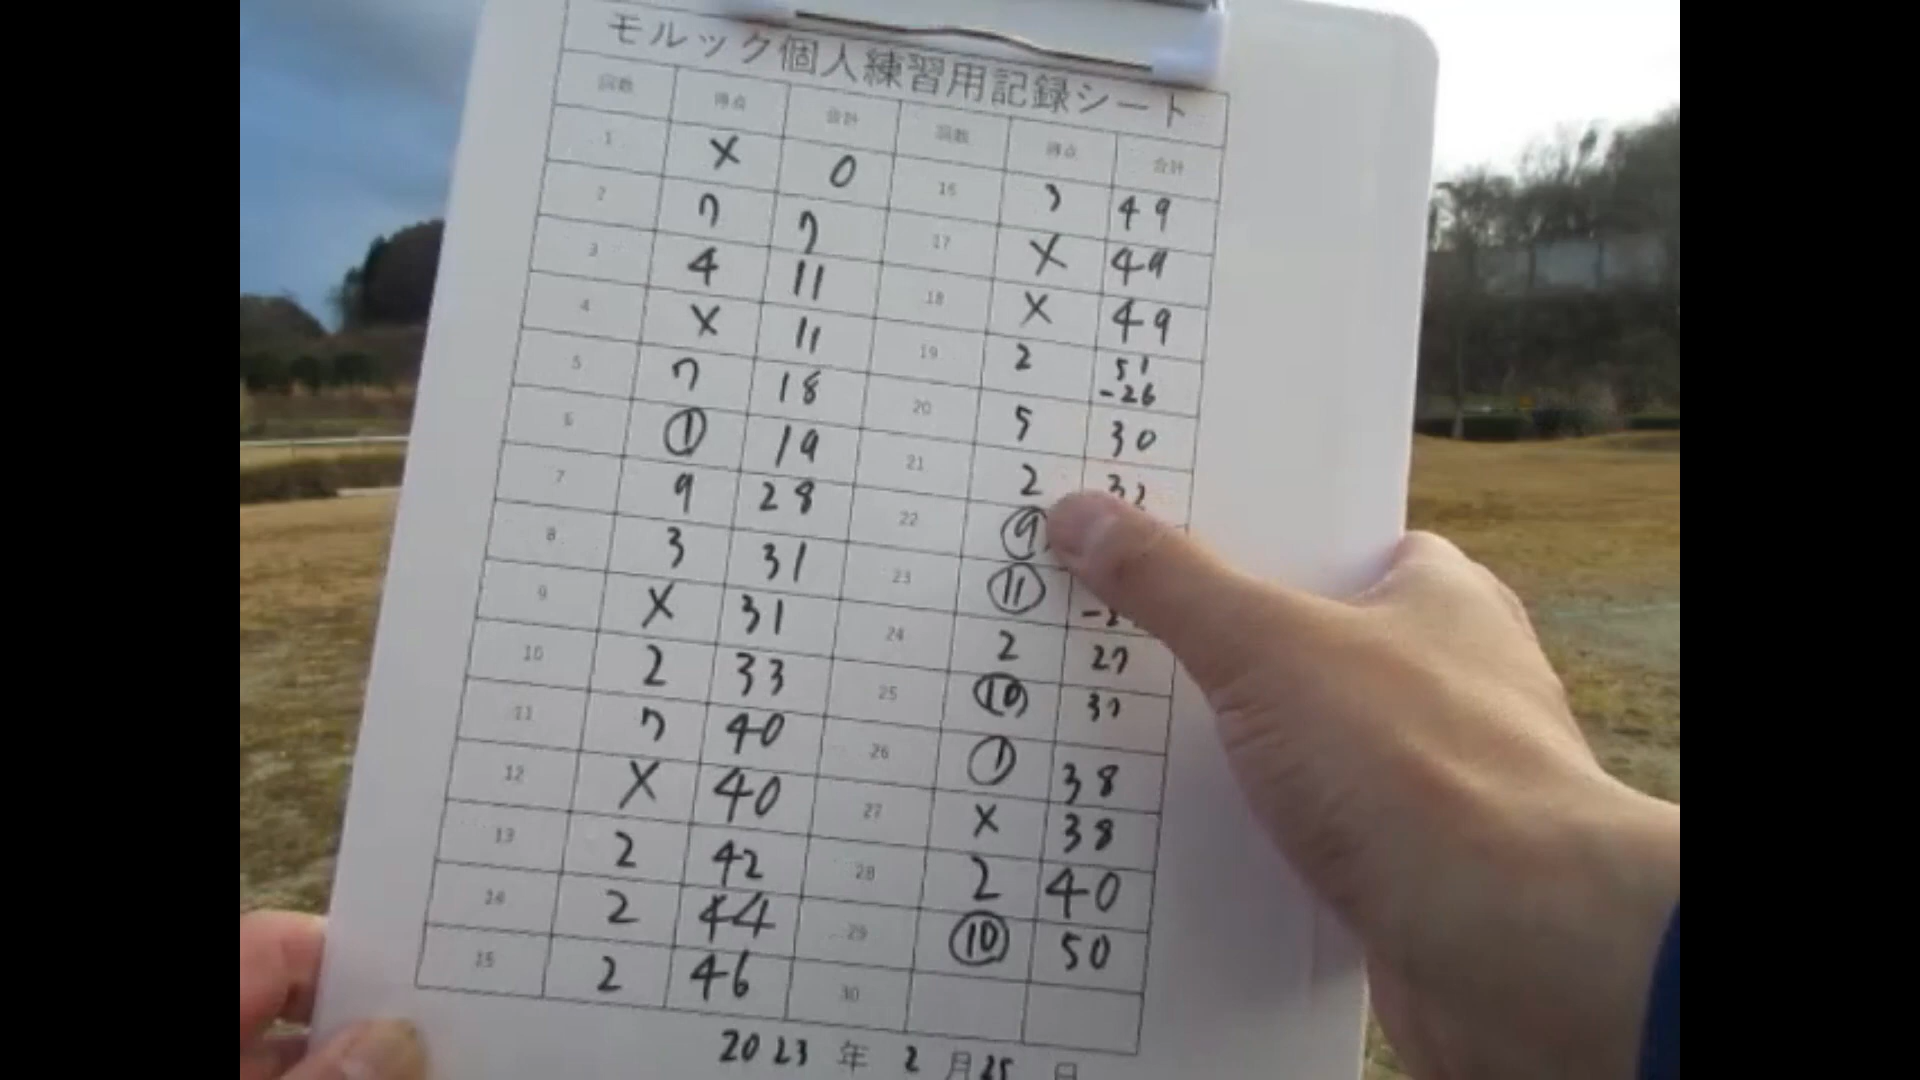 モルック個人練習用記録シート
回数 得点 合計 回数 得点 合計
1 X 0 16 3 49
2 7 7 17 X 49
3 4 11 18 X 49
4 X 11 19 2 51 -26
5 7 18 20 5 30
6 ① 19 21 2 32
7 9 28 22 ⑨
8 3 31 23 ⑪
9 X 31 24 2 27
10 2 33 25 ⑩ 37
11 7 40 26 ① 38
12 X 40 27 X 38
13 2 42 28 2 40
14 2 44 29 ⑩ 50
15 2 46 30
2023 年 2 月 25 日